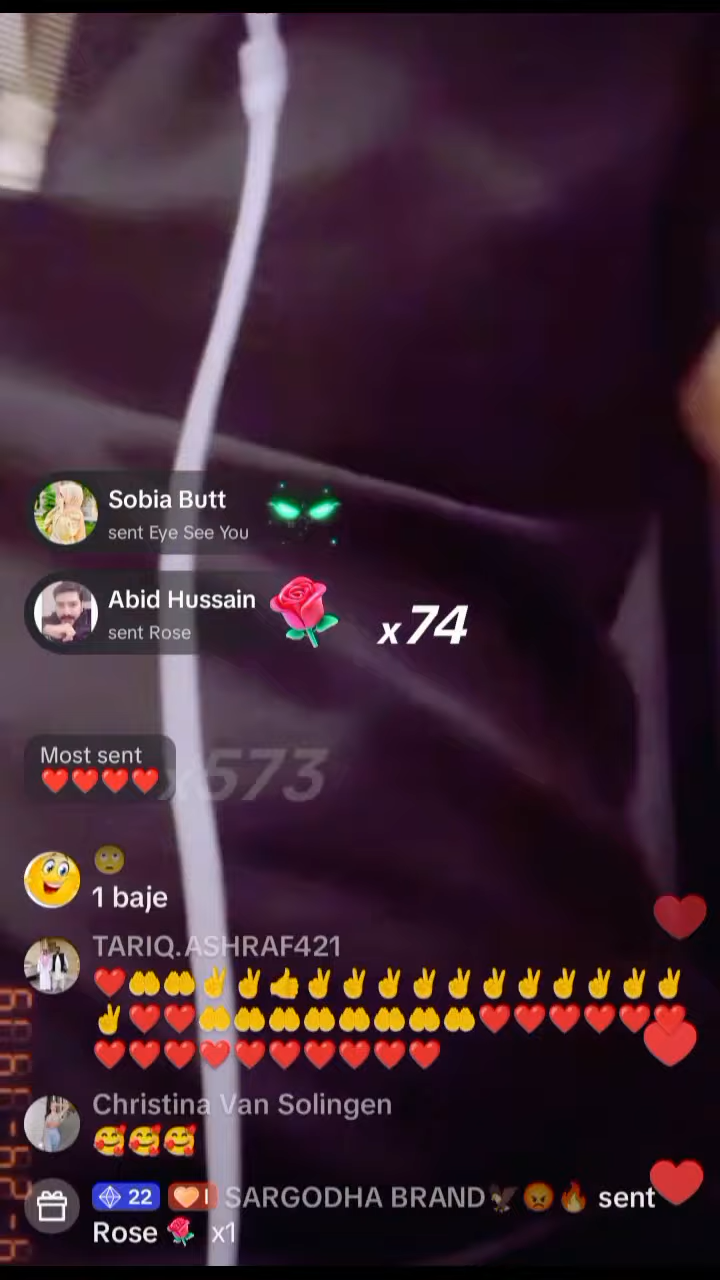 Sobia Butt
sent Eye See You
Abid Hussain
sent Rose
x74
Most sent
x573
1 baje
TARIQ.ASHRAF421
Christina Van Solingen
22 I SARGODHA BRAND sent
Rose x1